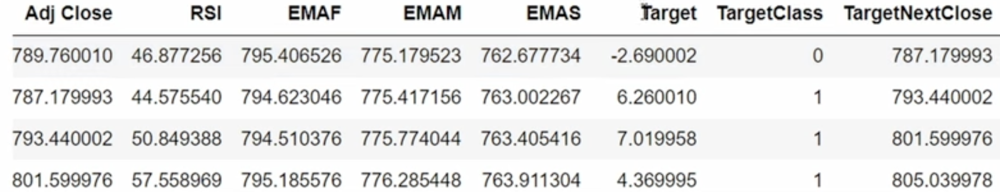 Adj Close RSI EMAF EMAM EMAS Target TargetClass TargetNextClose
789.760010 46.877256 795.406526 775.179523 762.677734 -2.690002 0 787.179993
787.179993 44.575540 794.623046 775.417156 763.002267 6.260010 1 793.440002
793.440002 50.849388 794.510376 775.774044 763.405416 7.019958 1 801.599976
801.599976 57.558969 795.185576 776.285448 763.911304 4.369995 1 805.039978